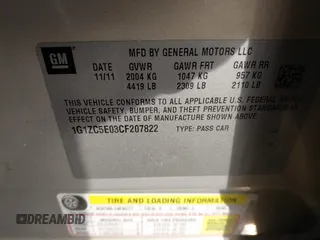 GM
MFD BY GENERAL MOTORS LLC
DATE GVWR GAWR FRT GAWR RR
11/11 2004 KG 1047 KG 957 KG
4419 LB 2309 LB 2110 LB
THIS VEHICLE CONFORMS TO ALL APPLICABLE U.S. FEDERAL
SAFETY, BUMPER, AND THEFT PREVENTION STANDARDS
IN EFFECT ON THE DATE OF MANUFACTURE SHOWN ABOVE.
1G1ZC5E03CF207822 TYPE: PASS CAR
TIRE AND LOADING INFORMATION
DREAMBID